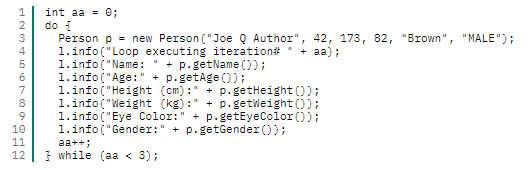 1 int aa = 0;
2 do {
3   Person p = new Person("Joe Q Author", 42, 173, 82, "Brown", "MALE");
4   l.info("Loop executing iteration# " + aa);
5   l.info("Name: " + p.getName());
6   l.info("Age:" + p.getAge());
7   l.info("Height (cm):" + p.getHeight());
8   l.info("Weight (kg):" + p.getWeight());
9   l.info("Eye Color:" + p.getEyeColor());
10   l.info("Gender:" + p.getGender());
11   aa++;
12 } while (aa < 3);